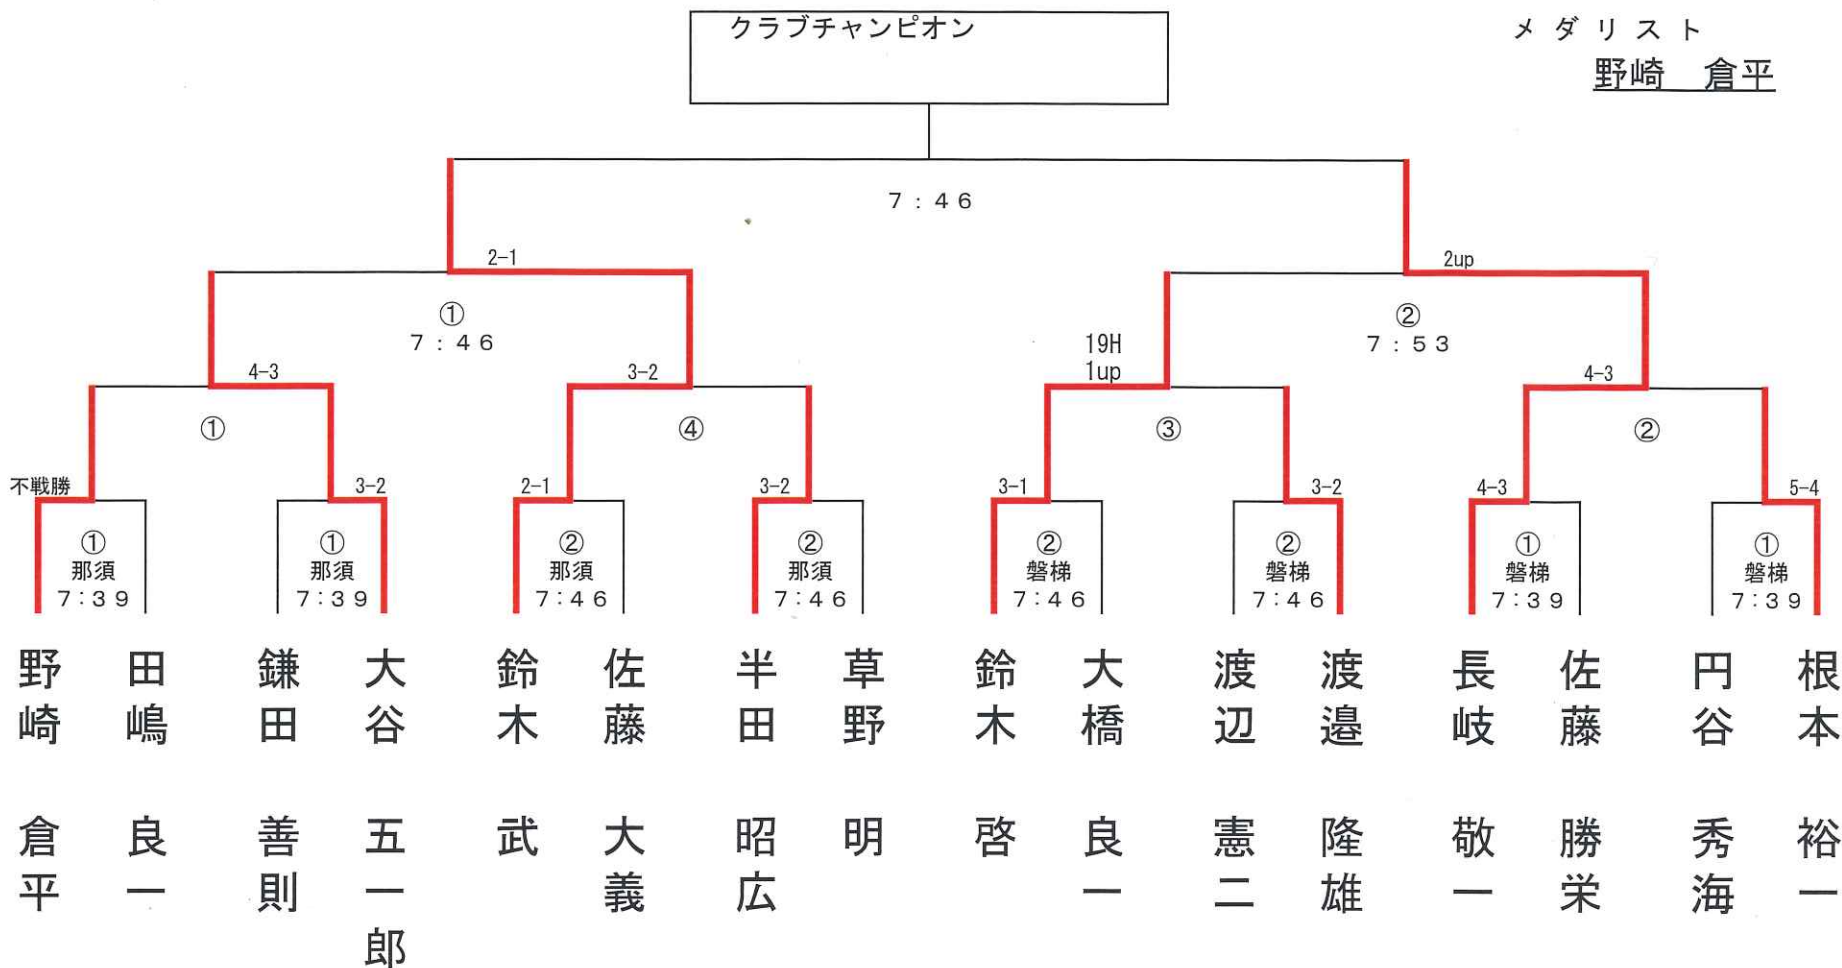 クラブチャンピオン
メダリスト
野崎　倉平
7：46
2-1
2up
①
7：46
②
7：53
19H
1up
4-3
3-2
4-3
①
④
③
②
不戦勝
3-2
2-1
3-2
3-1
3-2
4-3
5-4
①
那須
7：39
①
那須
7：39
②
那須
7：46
②
那須
7：46
②
磐梯
7：46
②
磐梯
7：46
①
磐梯
7：39
①
磐梯
7：39
野崎　倉平
田嶋　良一
鎌田　善則
大谷　五一郎
鈴木　武
佐藤　大義
半田　昭広
草野　明
鈴木　啓
大橋　良一
渡辺　憲二
渡邉　隆雄
長岐　敬一
佐藤　勝栄
円谷　秀海
根本　裕一